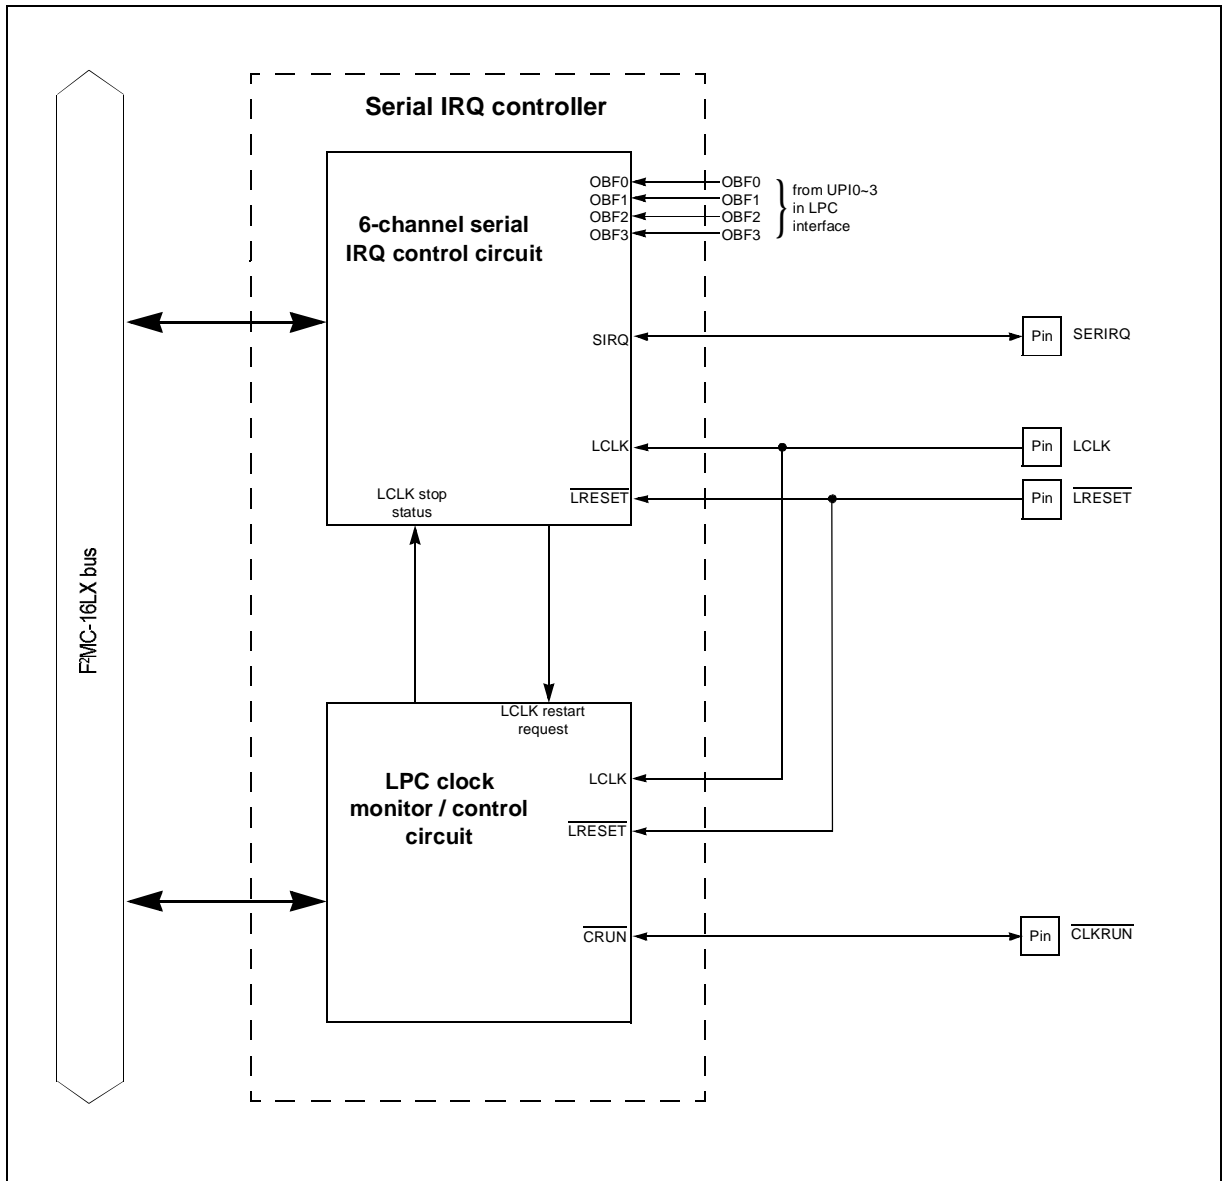 Serial IRQ controller
OBF0
OBF1
OBF2
OBF3
OBF0
OBF1
OBF2
OBF3
from UPI0~3
in LPC
interface
6-channel serial
IRQ control circuit
SIRQ
Pin
SERIRQ
LCLK
Pin
LCLK
LRESET
Pin
LRESET
LCLK stop
status
F²MC-16LX bus
LCLK restart
request
LPC clock
monitor / control
circuit
LCLK
LRESET
CRUN
Pin
CLKRUN